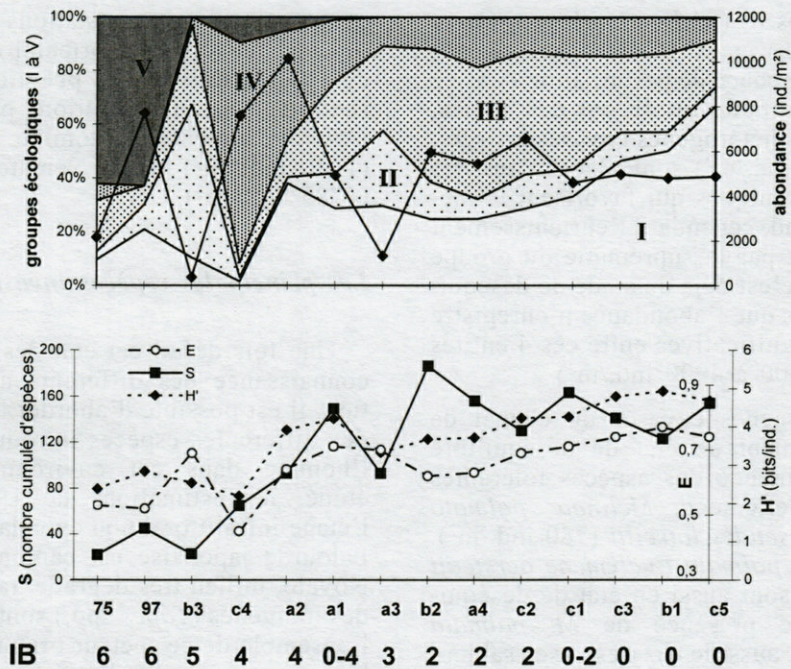 100%
80%
60%
40%
20%
0%
groupes écologiques (I à V)
V
IV
III
II
I
12000
10000
8000
6000
4000
2000
0
abondance (ind./m²)
200
160
120
80
40
0
S (nombre cumulé d'espèces)
E
S
H'
0,9
0,7
0,5
0,3
E
6
5
4
3
2
1
0
H' (bits/ind.)
75 97 b3 c4 a2 a1 a3 b2 a4 c2 c1 c3 b1 c5
IB 6 6 5 4 4 0-4 3 2 2 2 0-2 0 0 0